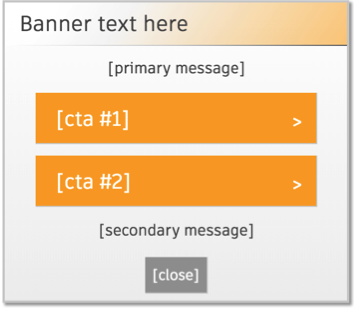 Banner text here
[primary message]
[cta #1] >
[cta #2] >
[secondary message]
[close]